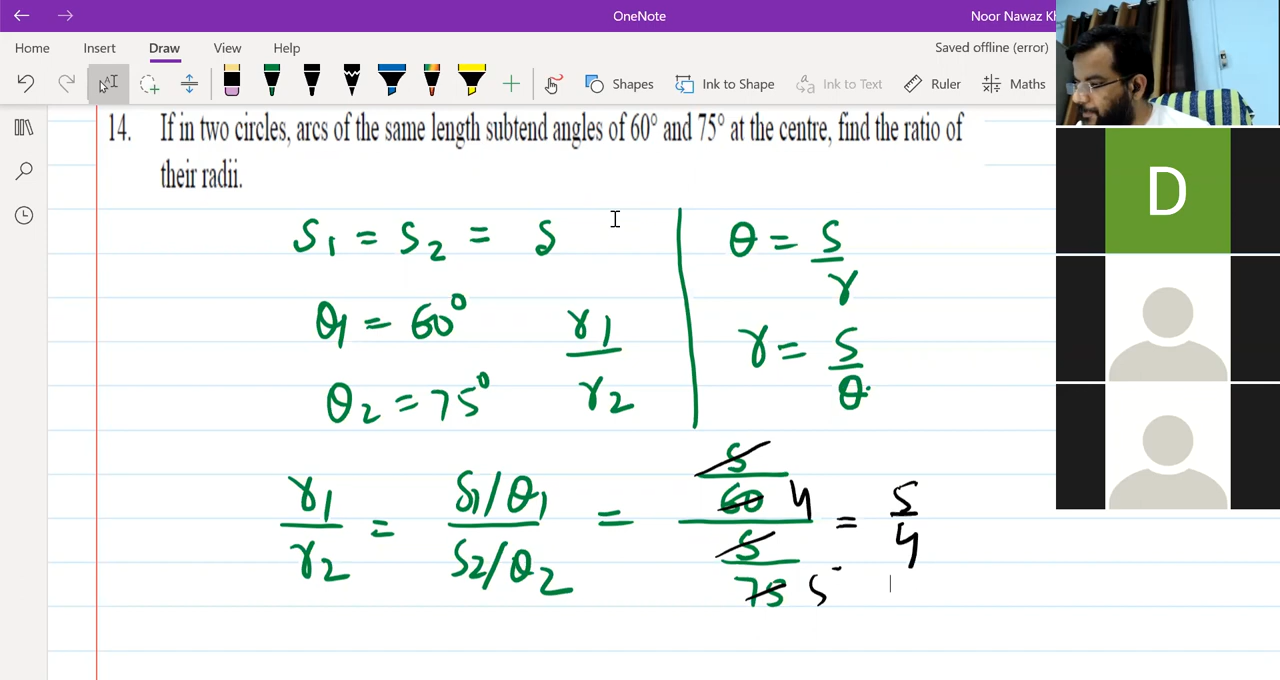 OneNote
Noor Nawaz Kh
Home Insert Draw View Help
Saved offline (error)
Shapes Ink to Shape Ink to Text Ruler Maths
14. If in two circles, arcs of the same length subtend angles of 60° and 75° at the centre, find the ratio of
their radii.
S₁ = S₂ = S
θ₁ = 60°
θ₂ = 75°
r₁/r₂
θ = S/r
r = S/θ
r₁/r₂ = (S₁/θ₁)/(S₂/θ₂) = (S/60)/(S/75) = 5/4
4
5
D